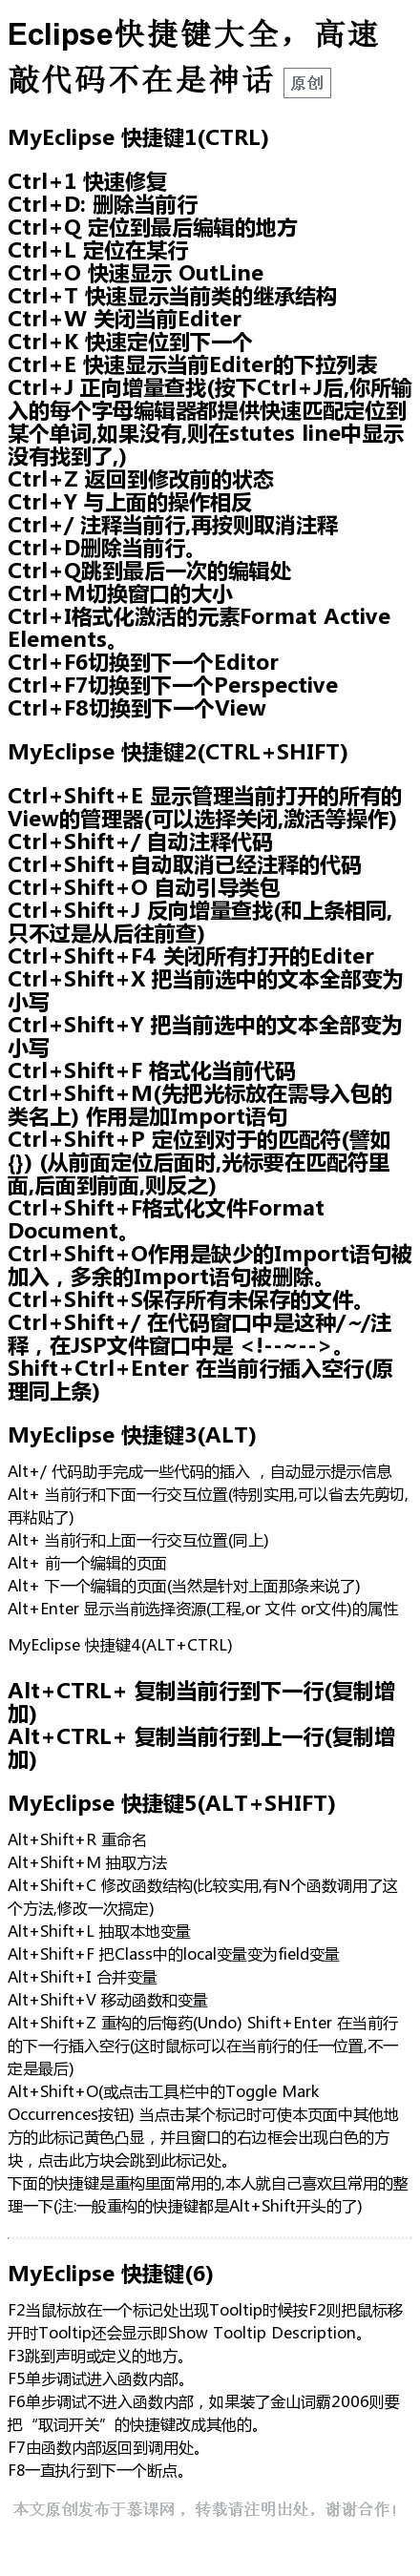 Eclipse快捷键大全，高速
敲代码不在是神话 原创
MyEclipse 快捷键1(CTRL)
Ctrl+1 快速修复
Ctrl+D: 删除当前行
Ctrl+Q 定位到最后编辑的地方
Ctrl+L 定位在某行
Ctrl+O 快速显示 OutLine
Ctrl+T 快速显示当前类的继承结构
Ctrl+W 关闭当前Editer
Ctrl+K 快速定位到下一个
Ctrl+E 快速显示当前Editer的下拉列表
Ctrl+J 正向增量查找(按下Ctrl+J后,你所输
入的每个字母编辑器都提供快速匹配定位到
某个单词,如果没有,则在stutes line中显示
没有找到了,)
Ctrl+Z 返回到修改前的状态
Ctrl+Y 与上面的操作相反
Ctrl+/ 注释当前行,再按则取消注释
Ctrl+D删除当前行。
Ctrl+Q跳到最后一次的编辑处
Ctrl+M切换窗口的大小
Ctrl+I格式化激活的元素Format Active
Elements。
Ctrl+F6切换到下一个Editor
Ctrl+F7切换到下一个Perspective
Ctrl+F8切换到下一个View
MyEclipse 快捷键2(CTRL+SHIFT)
Ctrl+Shift+E 显示管理当前打开的所有的
View的管理器(可以选择关闭,激活等操作)
Ctrl+Shift+/ 自动注释代码
Ctrl+Shift+自动取消已经注释的代码
Ctrl+Shift+O 自动引导类包
Ctrl+Shift+J 反向增量查找(和上条相同,
只不过是从后往前查)
Ctrl+Shift+F4 关闭所有打开的Editer
Ctrl+Shift+X 把当前选中的文本全部变为
小写
Ctrl+Shift+Y 把当前选中的文本全部变为
小写
Ctrl+Shift+F 格式化当前代码
Ctrl+Shift+M(先把光标放在需导入包的
类名上) 作用是加Import语句
Ctrl+Shift+P 定位到对于的匹配符(譬如
{}) (从前面定位后面时,光标要在匹配符里
面,后面到前面,则反之)
Ctrl+Shift+F格式化文件Format
Document。
Ctrl+Shift+O作用是缺少的Import语句被
加入，多余的Import语句被删除。
Ctrl+Shift+S保存所有未保存的文件。
Ctrl+Shift+/ 在代码窗口中是这种/~/注
释，在JSP文件窗口中是 <!--~-->。
Shift+Ctrl+Enter 在当前行插入空行(原
理同上条)
MyEclipse 快捷键3(ALT)
Alt+/ 代码助手完成一些代码的插入 ，自动显示提示信息
Alt+ 当前行和下面一行交互位置(特别实用,可以省去先剪切,
再粘贴了)
Alt+ 当前行和上面一行交互位置(同上)
Alt+ 前一个编辑的页面
Alt+ 下一个编辑的页面(当然是针对上面那条来说了)
Alt+Enter 显示当前选择资源(工程,or 文件 or文件)的属性
MyEclipse 快捷键4(ALT+CTRL)
Alt+CTRL+ 复制当前行到下一行(复制增
加)
Alt+CTRL+ 复制当前行到上一行(复制增
加)
MyEclipse 快捷键5(ALT+SHIFT)
Alt+Shift+R 重命名
Alt+Shift+M 抽取方法
Alt+Shift+C 修改函数结构(比较实用,有N个函数调用了这
个方法,修改一次搞定)
Alt+Shift+L 抽取本地变量
Alt+Shift+F 把Class中的local变量变为field变量
Alt+Shift+I 合并变量
Alt+Shift+V 移动函数和变量
Alt+Shift+Z 重构的后悔药(Undo) Shift+Enter 在当前行
的下一行插入空行(这时鼠标可以在当前行的任一位置,不一
定是最后)
Alt+Shift+O(或点击工具栏中的Toggle Mark
Occurrences按钮) 当点击某个标记时可使本页面中其他地
方的此标记黄色凸显，并且窗口的右边框会出现白色的方
块，点击此方块会跳到此标记处。
下面的快捷键是重构里面常用的,本人就自己喜欢且常用的整
理一下(注:一般重构的快捷键都是Alt+Shift开头的了)
MyEclipse 快捷键(6)
F2当鼠标放在一个标记处出现Tooltip时候按F2则把鼠标移
开时Tooltip还会显示即Show Tooltip Description。
F3跳到声明或定义的地方。
F5单步调试进入函数内部。
F6单步调试不进入函数内部，如果装了金山词霸2006则要
把“取词开关”的快捷键改成其他的。
F7由函数内部返回到调用处。
F8一直执行到下一个断点。
本文原创发布于慕课网 ，转载请注明出处，谢谢合作!